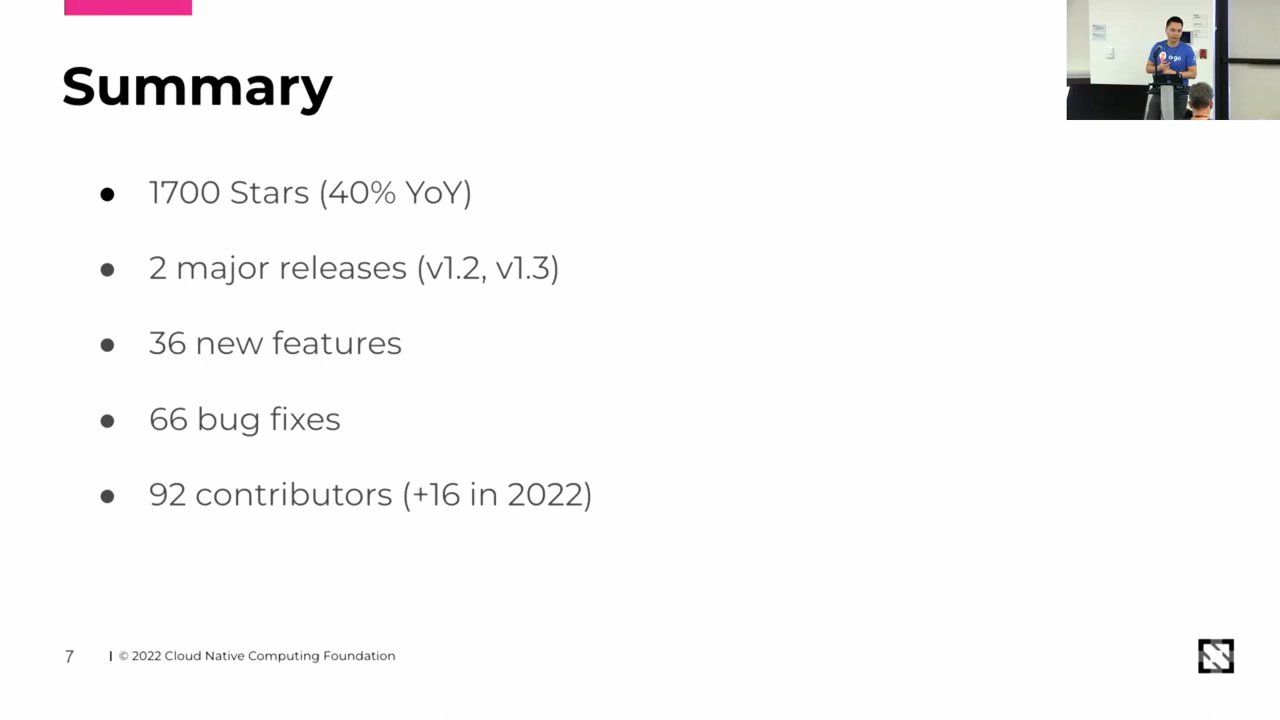 Summary
● 1700 Stars (40% YoY)
● 2 major releases (v1.2, v1.3)
● 36 new features
● 66 bug fixes
● 92 contributors (+16 in 2022)
7 | © 2022 Cloud Native Computing Foundation
argo